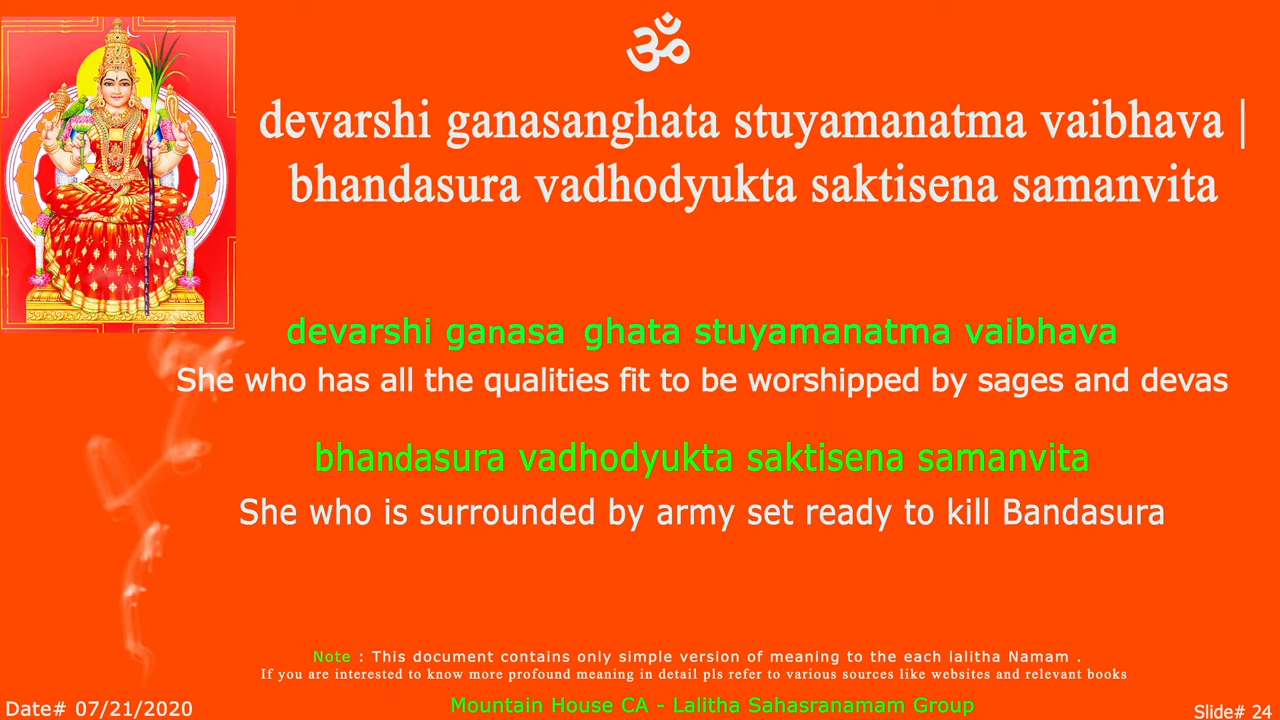 ॐ
devarshi ganasanghata stuyamanatma vaibhava |
bhandasura vadhodyukta saktisena samanvita
devarshi ganasa ghata stuyamanatma vaibhava
She who has all the qualities fit to be worshipped by sages and devas
bhandasura vadhodyukta saktisena samanvita
She who is surrounded by army set ready to kill Bandasura
Note : This document contains only simple version of meaning to the each lalitha Namam .
If you are interested to know more profound meaning in detail pls refer to various sources like websites and relevant books
Mountain House CA - Lalitha Sahasranamam Group
Date# 07/21/2020
Slide# 24